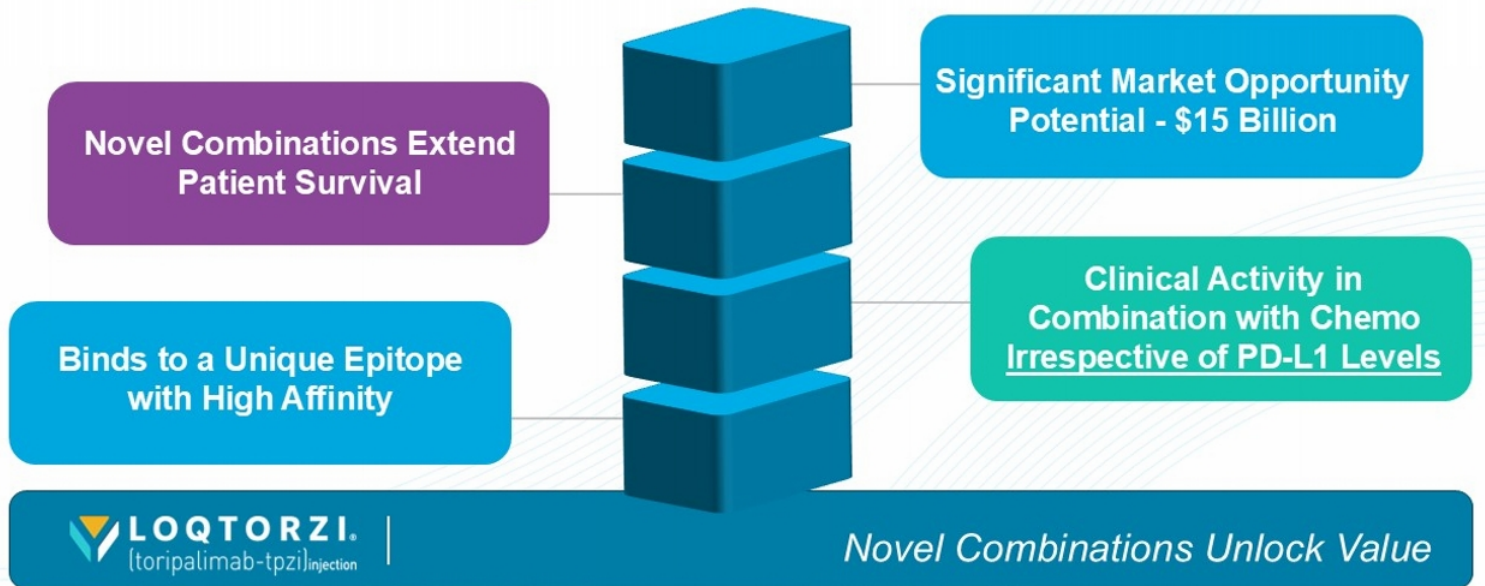 Significant Market Opportunity
Potential - $15 Billion
Novel Combinations Extend
Patient Survival
Clinical Activity in
Combination with Chemo
Irrespective of PD-L1 Levels
Binds to a Unique Epitope
with High Affinity
LOQTORZI®
(toripalimab-tpzi)injection
Novel Combinations Unlock Value